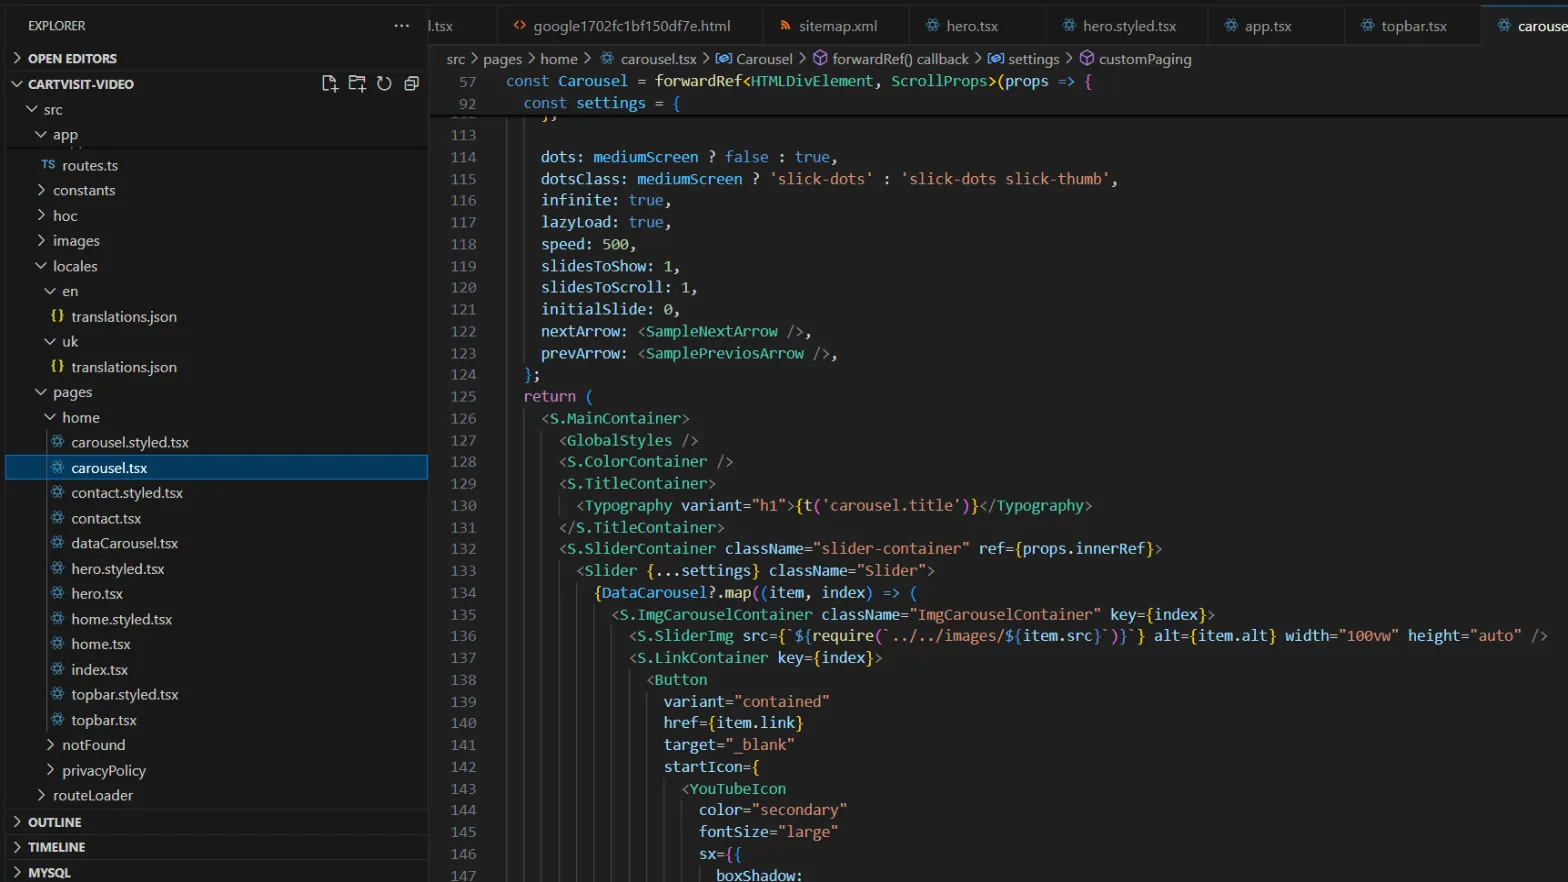 EXPLORER
OPEN EDITORS
CARTVISIT-VIDEO
src
app
TS routes.ts
constants
hoc
images
locales
en
{} translations.json
uk
{} translations.json
pages
home
carousel.styled.tsx
carousel.tsx
contact.styled.tsx
contact.tsx
dataCarousel.tsx
hero.styled.tsx
hero.tsx
home.styled.tsx
home.tsx
index.tsx
topbar.styled.tsx
topbar.tsx
notFound
privacyPolicy
routeLoader
OUTLINE
TIMELINE
MYSQL
l.tsx <> google1702fc1bf150df7e.html sitemap.xml hero.tsx hero.styled.tsx app.tsx topbar.tsx carouse
src > pages > home > carousel.tsx > Carousel > forwardRef() callback > settings > customPaging
57 const Carousel = forwardRef<HTMLDivElement, ScrollProps>(props => {
92 const settings = {
112 },
113
114 dots: mediumScreen ? false : true,
115 dotsClass: mediumScreen ? 'slick-dots' : 'slick-dots slick-thumb',
116 infinite: true,
117 lazyLoad: true,
118 speed: 500,
119 slidesToShow: 1,
120 slidesToScroll: 1,
121 initialSlide: 0,
122 nextArrow: <SampleNextArrow />,
123 prevArrow: <SamplePreviosArrow />,
124 };
125 return (
126 <S.MainContainer>
127 <GlobalStyles />
128 <S.ColorContainer />
129 <S.TitleContainer>
130 <Typography variant="h1">{t('carousel.title')}</Typography>
131 </S.TitleContainer>
132 <S.SliderContainer className="slider-container" ref={props.innerRef}>
133 <Slider {...settings} className="Slider">
134 {DataCarousel?.map((item, index) => (
135 <S.ImgCarouselContainer className="ImgCarouselContainer" key={index}>
136 <S.SliderImg src={`${require(`../../images/${item.src}`)}`} alt={item.alt} width="100vw" height="auto" />
137 <S.LinkContainer key={index}>
138 <Button
139 variant="contained"
140 href={item.link}
141 target="_blank"
142 startIcon={
143 <YouTubeIcon
144 color="secondary"
145 fontSize="large"
146 sx={{
147 boxShadow: